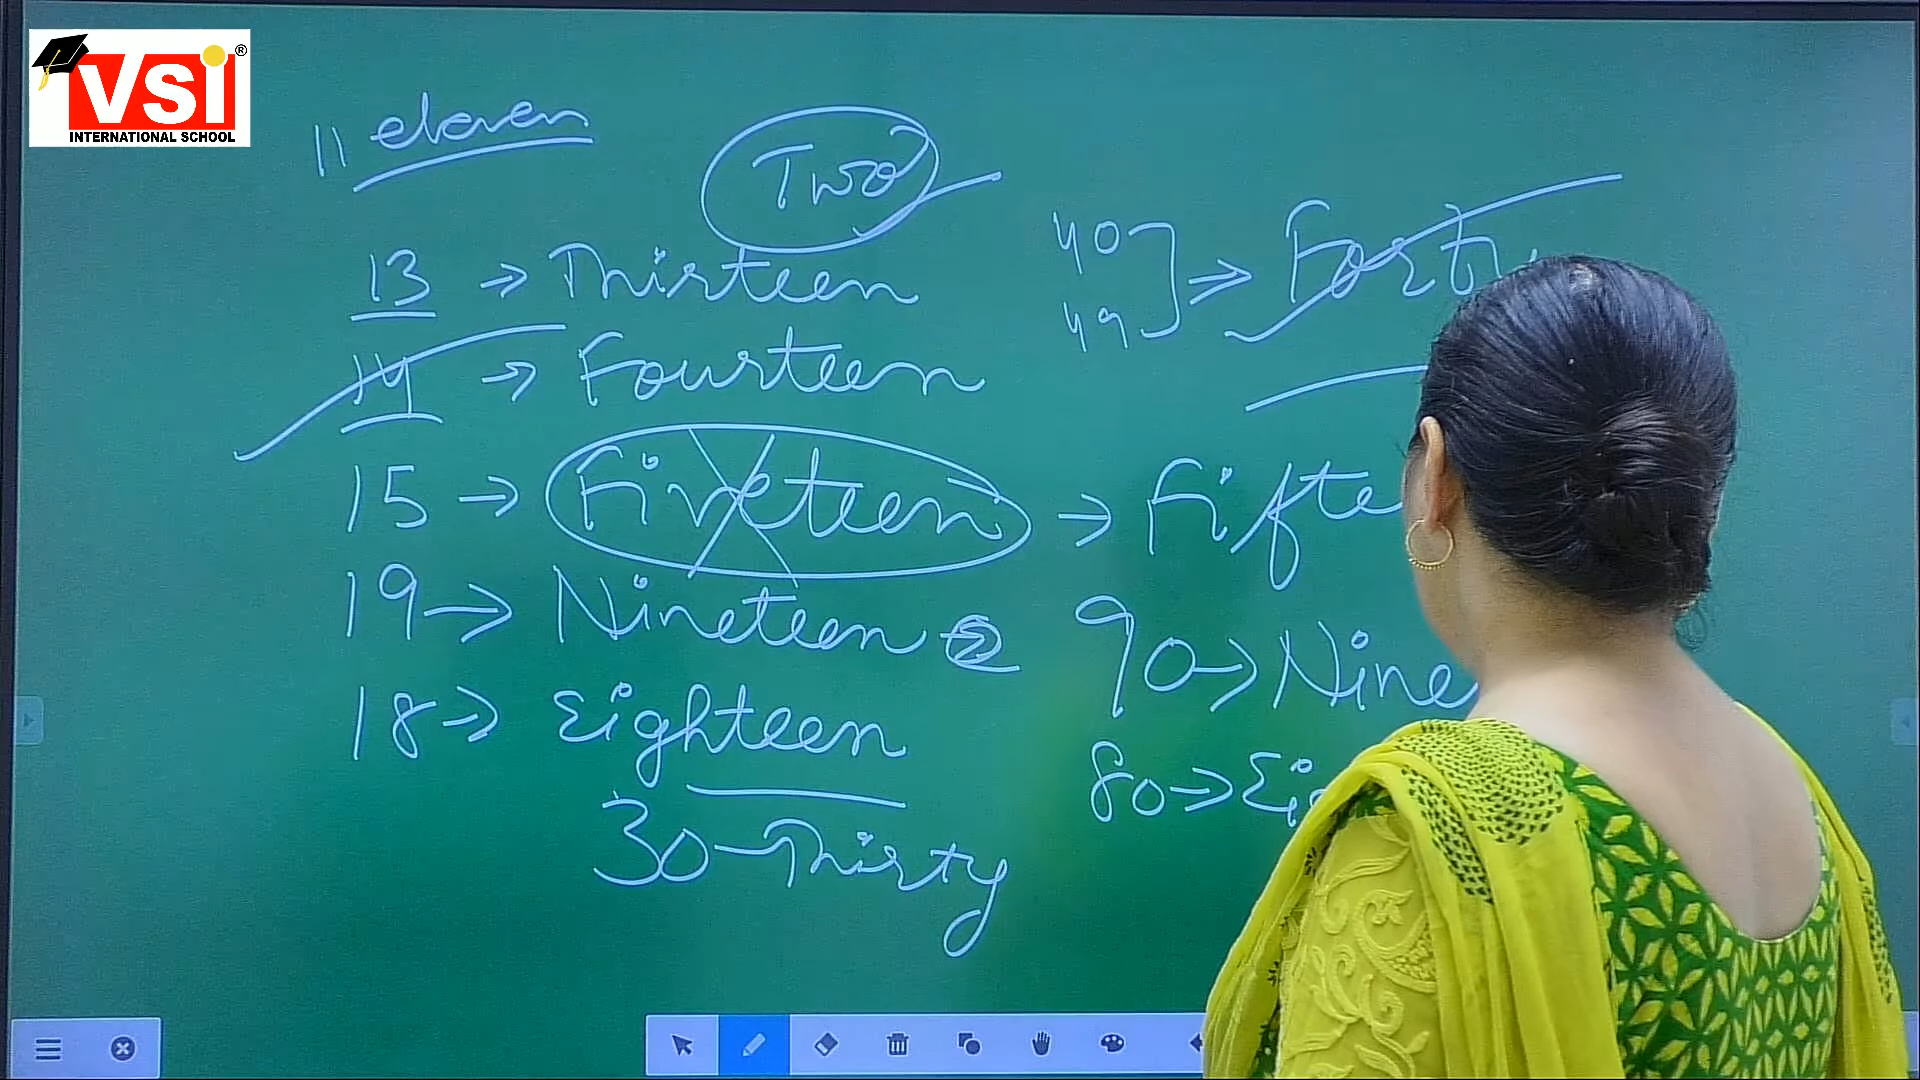 VSI®
INTERNATIONAL SCHOOL
11 eleven
Two
13 → Thirteen
14 → Fourteen
15 → Fiveteen → Fifte
19 → Nineteen
18 → Eighteen
30 - Thirty
40
49 → Forty
90 → Nine
80 → Ei